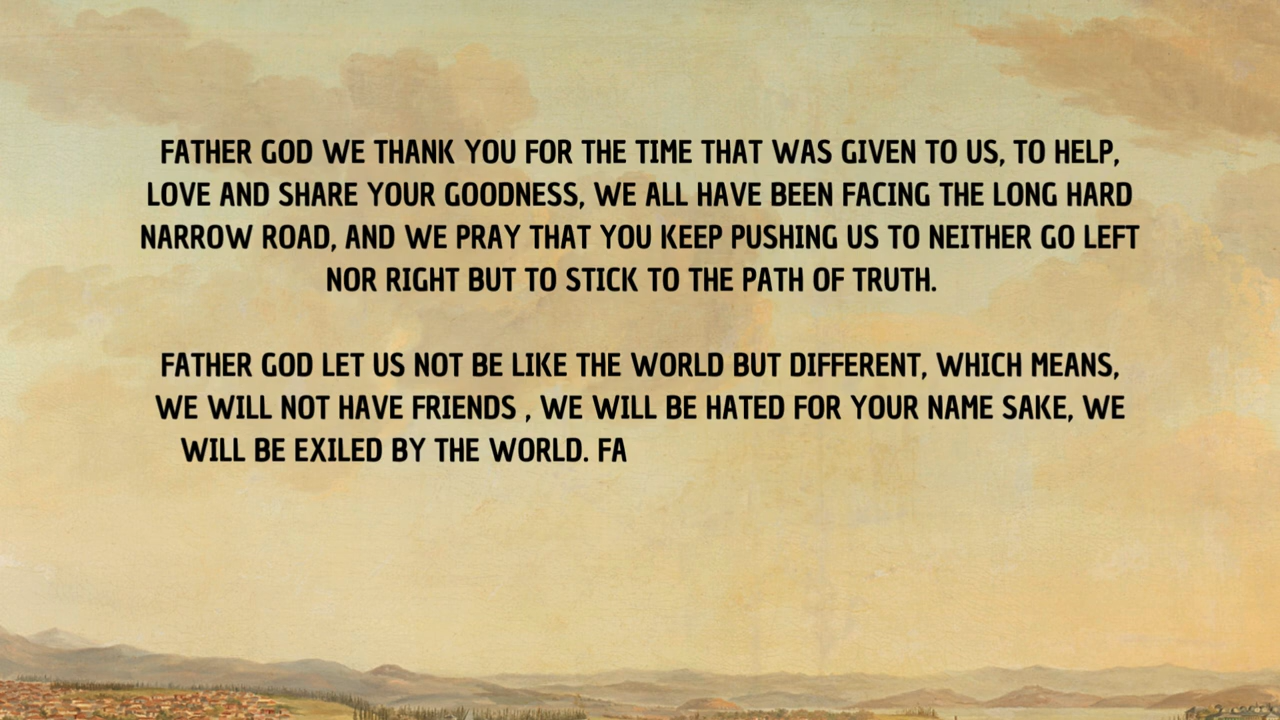 FATHER GOD WE THANK YOU FOR THE TIME THAT WAS GIVEN TO US, TO HELP,
LOVE AND SHARE YOUR GOODNESS, WE ALL HAVE BEEN FACING THE LONG HARD
NARROW ROAD, AND WE PRAY THAT YOU KEEP PUSHING US TO NEITHER GO LEFT
NOR RIGHT BUT TO STICK TO THE PATH OF TRUTH.
FATHER GOD LET US NOT BE LIKE THE WORLD BUT DIFFERENT, WHICH MEANS,
WE WILL NOT HAVE FRIENDS , WE WILL BE HATED FOR YOUR NAME SAKE, WE
WILL BE EXILED BY THE WORLD. FA